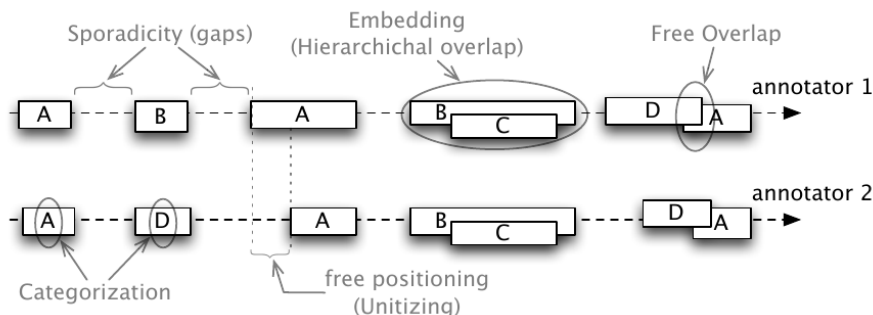 Embedding
Sporadicity (gaps)
(Hierarchichal overlap)
Free Overlap
annotator 1
A
B
A
B
C
D
A
annotator 2
A
D
A
B
C
D
A
Categorization
free positioning
(Unitizing)